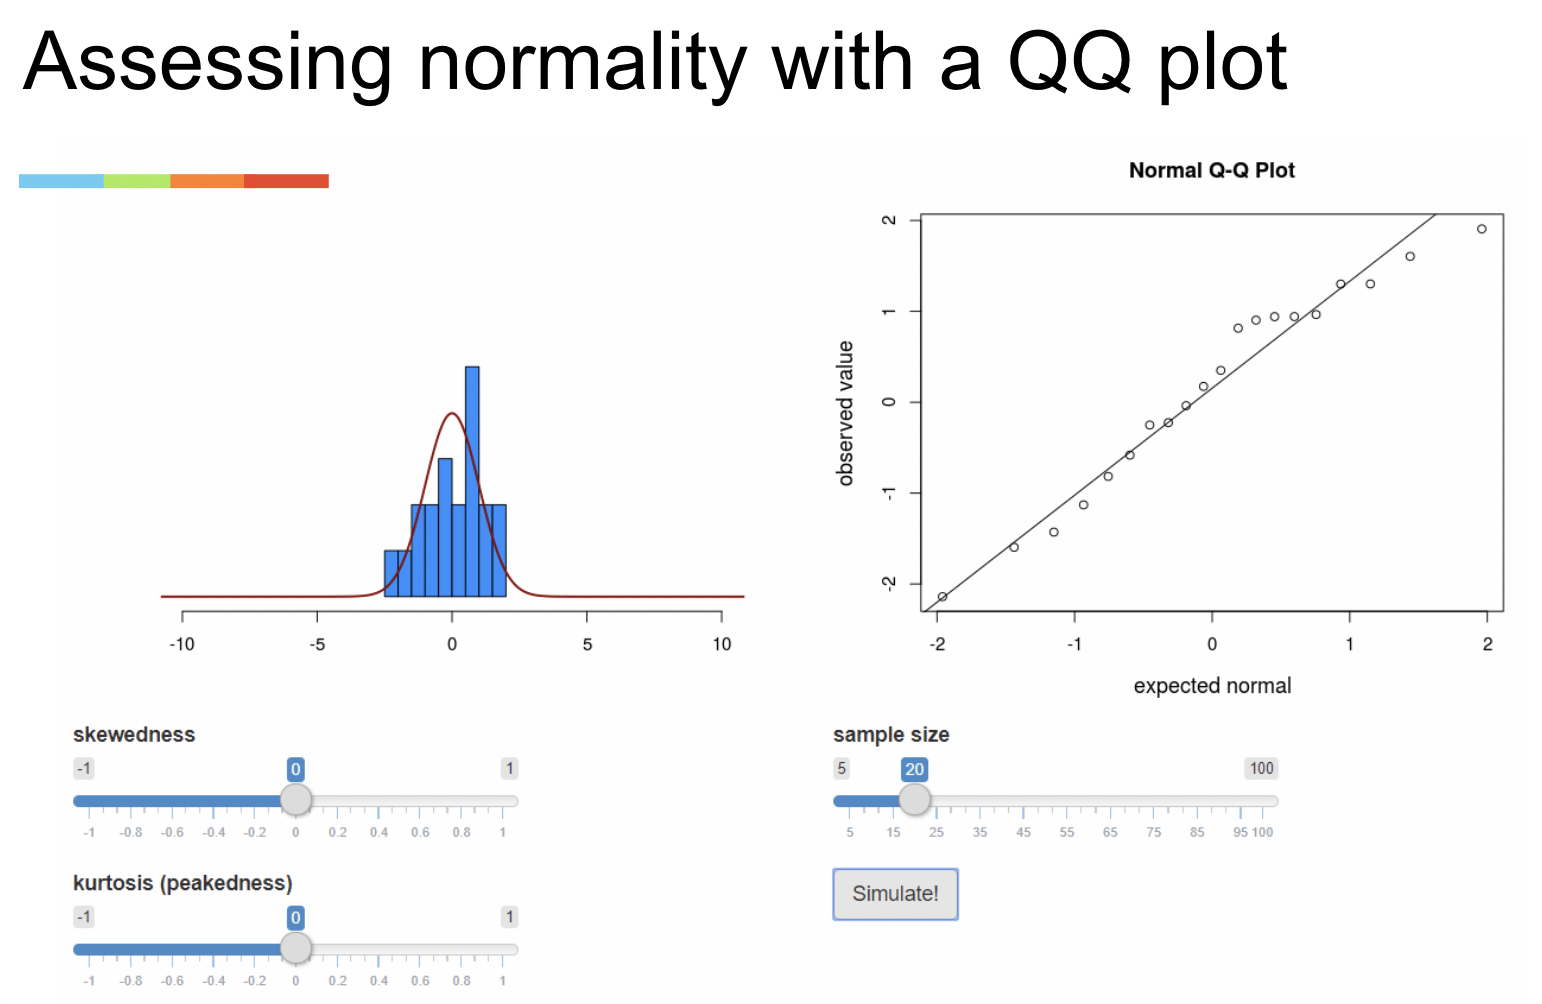 Assessing normality with a QQ plot
Normal Q-Q Plot
2
1
0
-1
-2
observed value
-10 -5 0 5 10
-2 -1 0 1 2
expected normal
skewedness
-1 0 1
-1 -0.8 -0.6 -0.4 -0.2 0 0.2 0.4 0.6 0.8 1
sample size
5 20 100
5 15 25 35 45 55 65 75 85 95 100
kurtosis (peakedness)
-1 0 1
-1 -0.8 -0.6 -0.4 -0.2 0 0.2 0.4 0.6 0.8 1
Simulate!